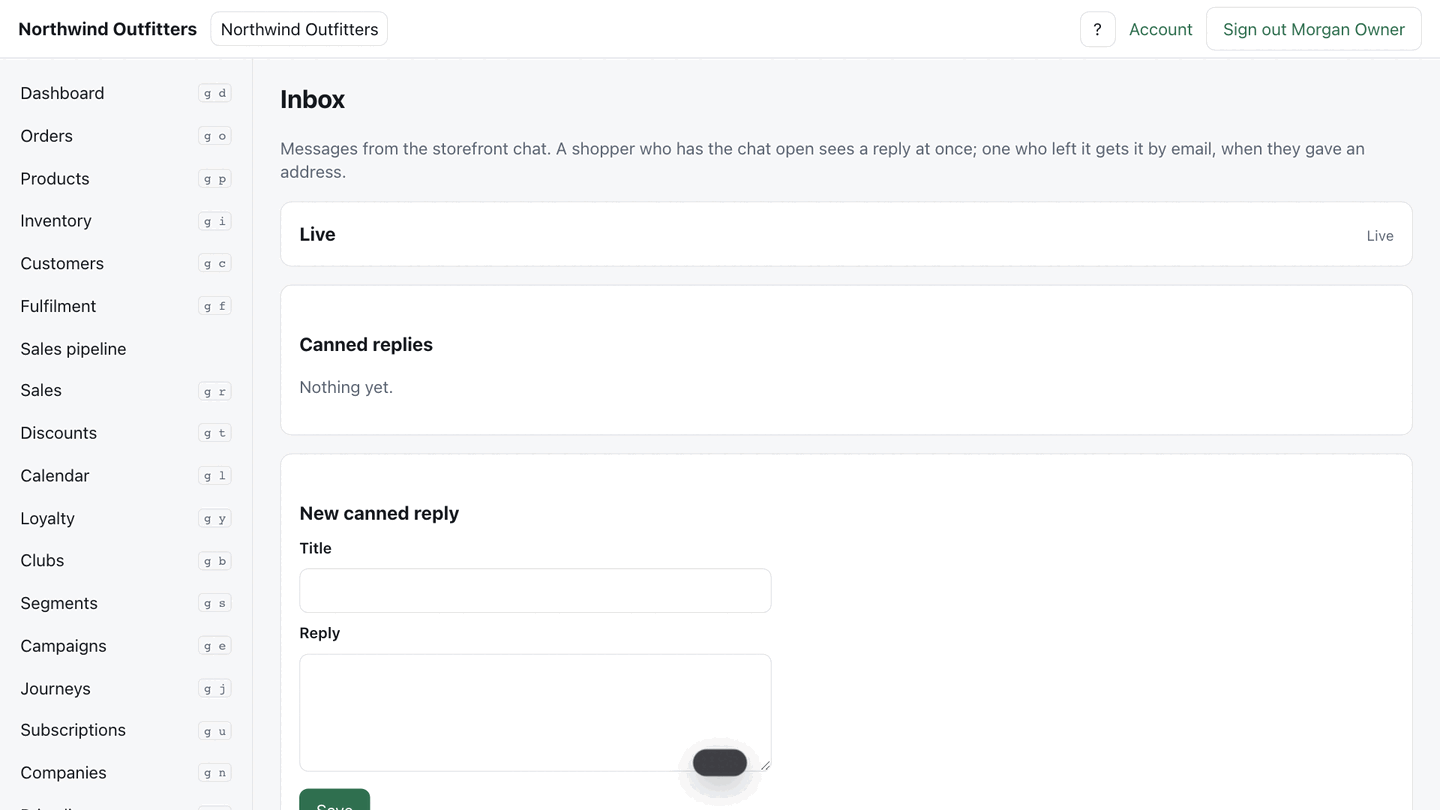 Northwind Outfitters
Northwind Outfitters
?
Account
Sign out Morgan Owner
Dashboard g d
Orders g o
Products g p
Inventory g i
Customers g c
Fulfilment g f
Sales pipeline
Sales g r
Discounts g t
Calendar g l
Loyalty g y
Clubs g b
Segments g s
Campaigns g e
Journeys g j
Subscriptions g u
Companies g n
Inbox
Messages from the storefront chat. A shopper who has the chat open sees a reply at once; one who left it gets it by email, when they gave an
address.
Live
Live
Canned replies
Nothing yet.
New canned reply
Title
Reply
Save